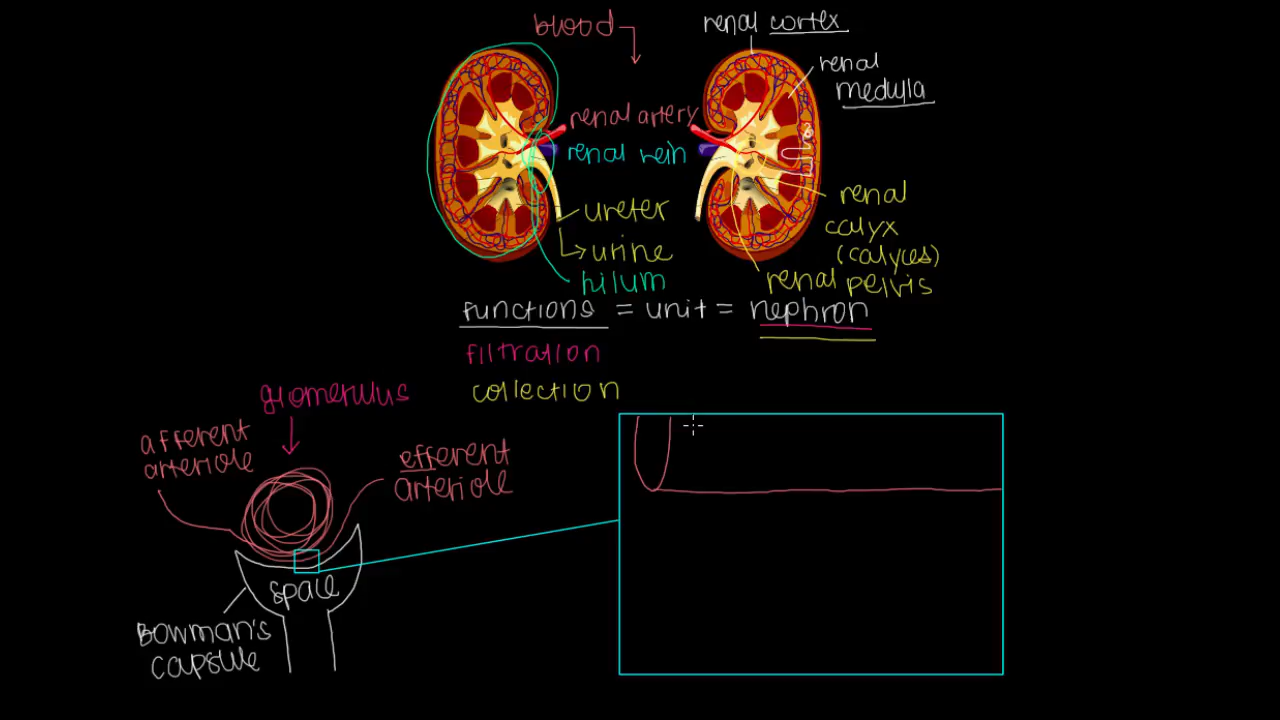 blood
renal cortex
renal
medulla
renal artery
renal vein
ureter
urine
hilum
renal
calyx
(calyces)
renal pelvis
functions = unit = nephron
filtration
collection
glomerulus
afferent
arteriole
efferent
arteriole
space
Bowman's
capsule